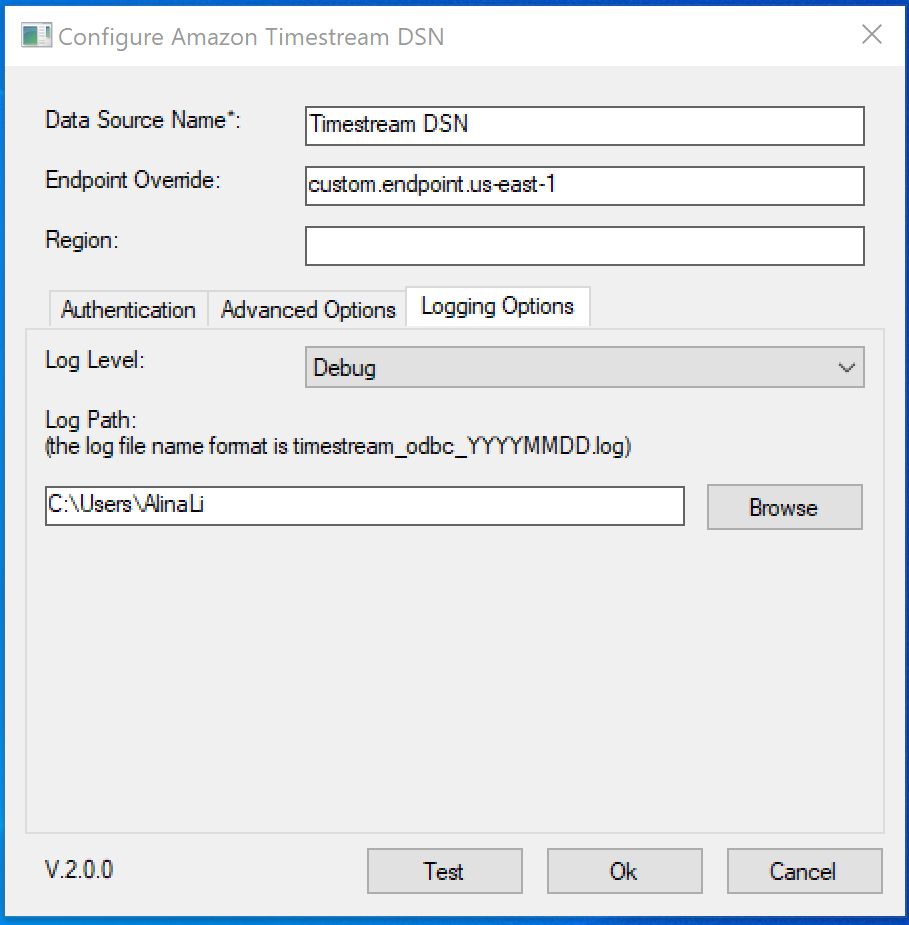 Configure Amazon Timestream DSN
Data Source Name*:
Timestream DSN
Endpoint Override:
custom.endpoint.us-east-1
Region:
Authentication
Advanced Options
Logging Options
Log Level:
Debug
Log Path:
(the log file name format is timestream_odbc_YYYYMMDD.log)
C:\Users\AlinaLi
Browse
V.2.0.0
Test
Ok
Cancel